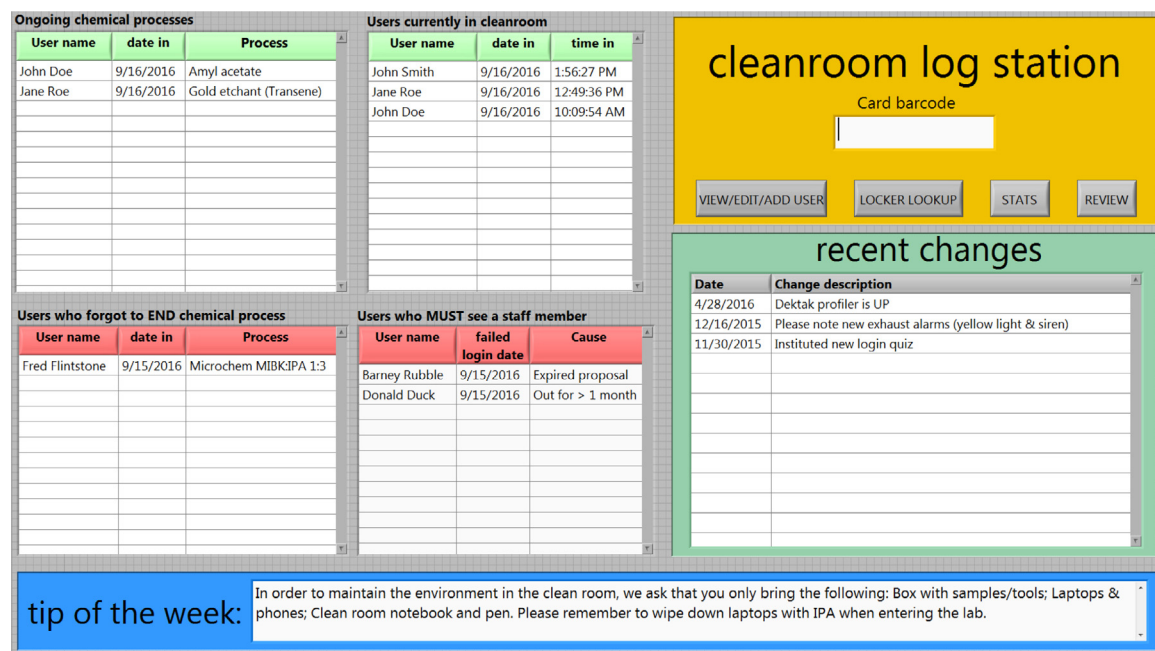 Ongoing chemical processes
User name date in Process
John Doe 9/16/2016 Amyl acetate
Jane Roe 9/16/2016 Gold etchant (Transene)
Users currently in cleanroom
User name date in time in
John Smith 9/16/2016 1:56:27 PM
Jane Roe 9/16/2016 12:49:36 PM
John Doe 9/16/2016 10:09:54 AM
cleanroom log station
Card barcode
VIEW/EDIT/ADD USER LOCKER LOOKUP STATS REVIEW
Users who forgot to END chemical process
User name date in Process
Fred Flintstone 9/15/2016 Microchem MIBK:IPA 1:3
Users who MUST see a staff member
User name failed login date Cause
Barney Rubble 9/15/2016 Expired proposal
Donald Duck 9/15/2016 Out for > 1 month
recent changes
Date Change description
4/28/2016 Dektak profiler is UP
12/16/2015 Please note new exhaust alarms (yellow light & siren)
11/30/2015 Instituted new login quiz
tip of the week:
In order to maintain the environment in the clean room, we ask that you only bring the following: Box with samples/tools; Laptops &
phones; Clean room notebook and pen. Please remember to wipe down laptops with IPA when entering the lab.